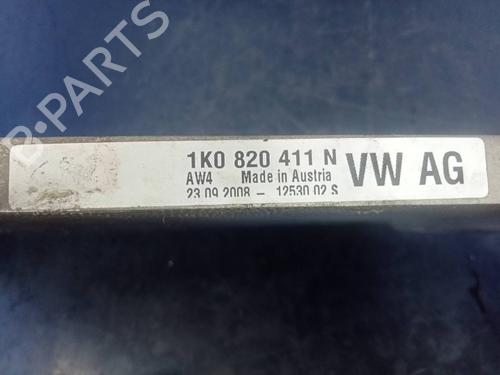 B-PARTS
1K0 820 411 N VW AG
AW4 Made in Austria
23.09.2008 - 12530 02 S